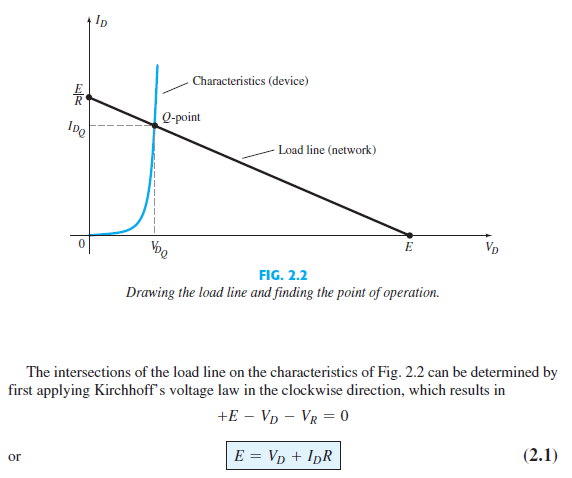 I_D
Characteristics (device)
E/R
Q-point
I_DQ
Load line (network)
0
V_DQ
E
V_D
FIG. 2.2
Drawing the load line and finding the point of operation.
The intersections of the load line on the characteristics of Fig. 2.2 can be determined by
first applying Kirchhoff's voltage law in the clockwise direction, which results in
+E − V_D − V_R = 0
or E = V_D + I_DR (2.1)